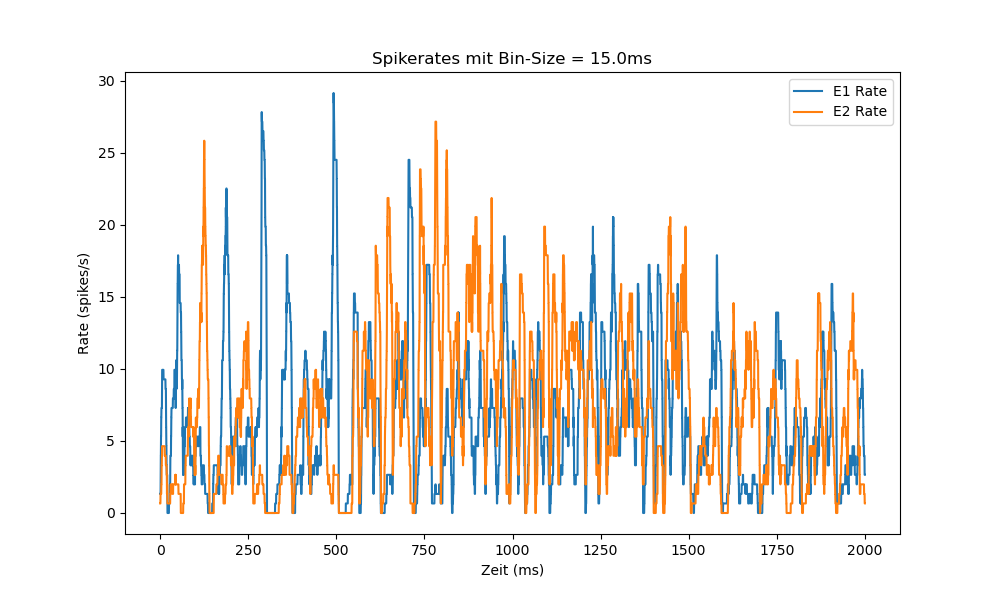 Spikerates mit Bin-Size = 15.0ms
E1 Rate
E2 Rate
30
25
20
15
10
5
0
Rate (spikes/s)
0 250 500 750 1000 1250 1500 1750 2000
Zeit (ms)